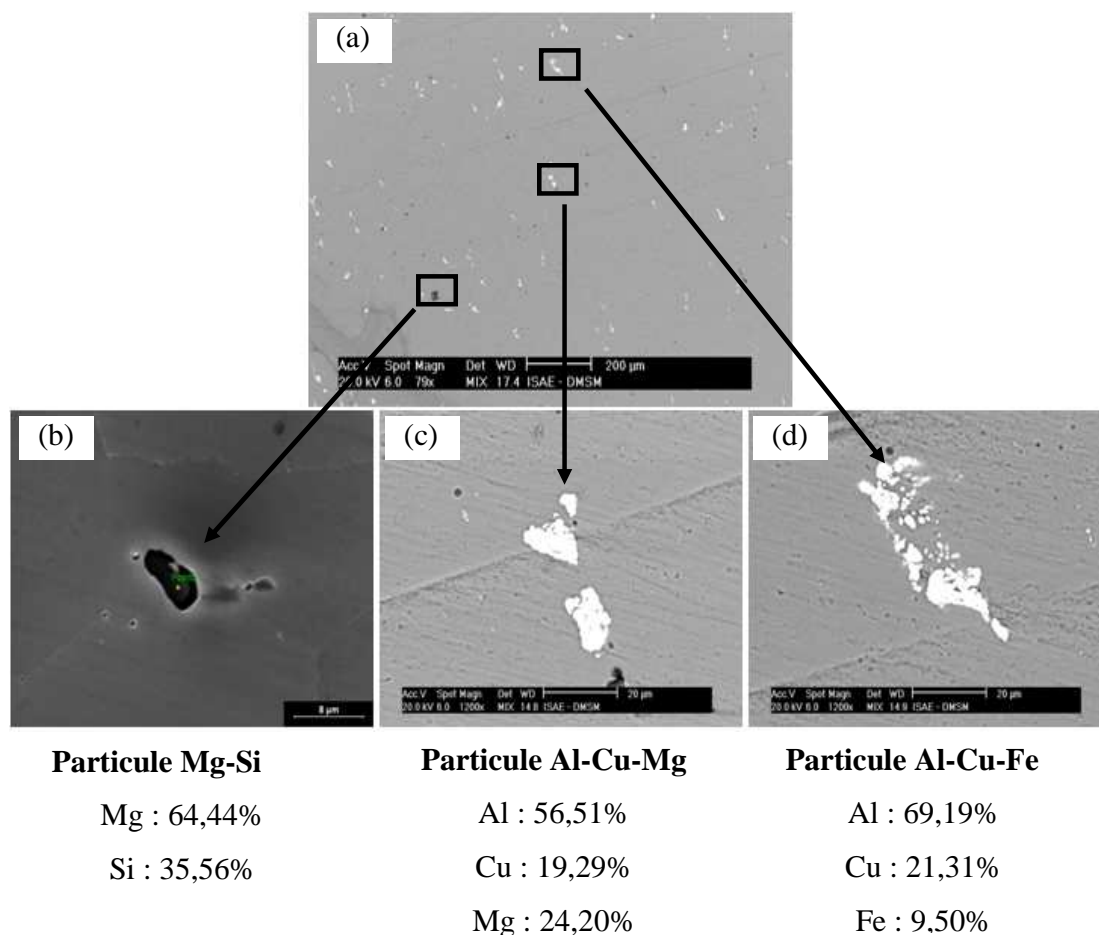 (a)
Acc.V Spot Magn Det WD 200 µm
20.0 kV 6.0 79x MIX 17.4 ISAE - DMSM
(b)
(c)
(d)
8 µm
Acc.V Spot Magn Det WD 20 µm
20.0 kV 6.0 1200x MIX 14.8 ISAE - DMSM
Acc.V Spot Magn Det WD 20 µm
20.0 kV 6.0 1200x MIX 14.9 ISAE - DMSM
Particule Mg-Si
Mg : 64,44%
Si : 35,56%
Particule Al-Cu-Mg
Al : 56,51%
Cu : 19,29%
Mg : 24,20%
Particule Al-Cu-Fe
Al : 69,19%
Cu : 21,31%
Fe : 9,50%